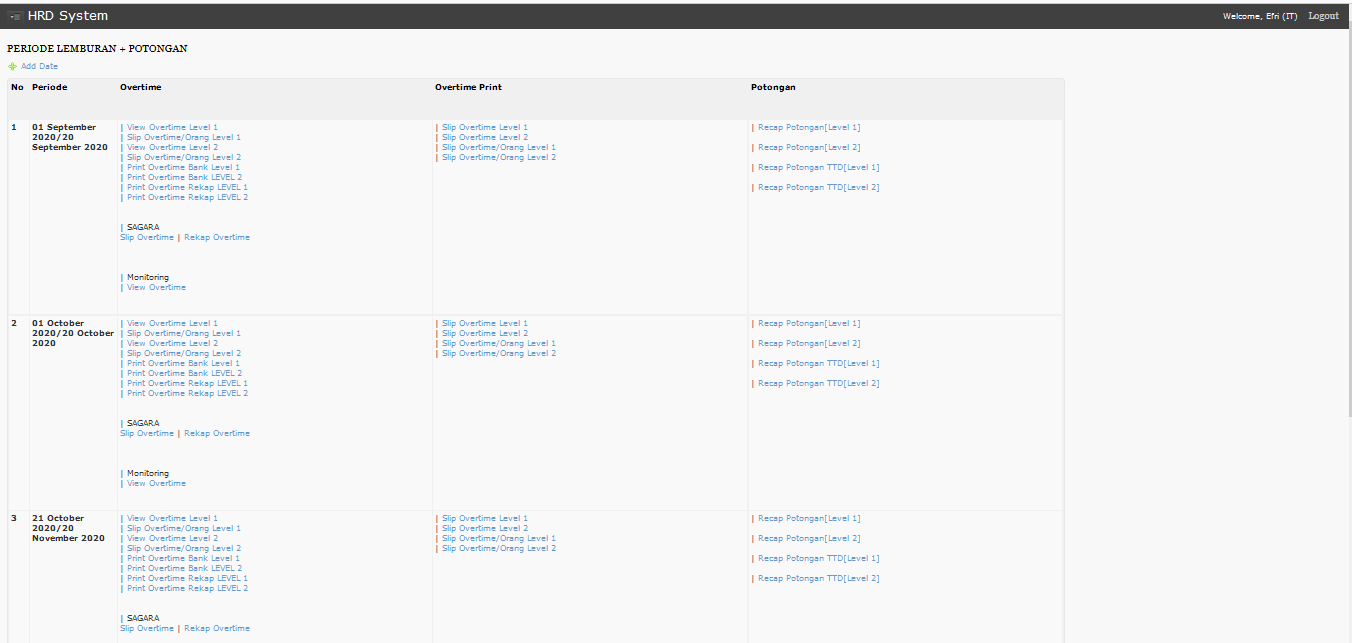 HRD System
Welcome, Efri (IT) Logout
PERIODE LEMBURAN + POTONGAN
Add Date
No Periode Overtime Overtime Print Potongan
1
01 September
2020/20
September 2020
| View Overtime Level 1
| Slip Overtime/Orang Level 1
| View Overtime Level 2
| Slip Overtime/Orang Level 2
| Print Overtime Bank Level 1
| Print Overtime Bank LEVEL 2
| Print Overtime Rekap LEVEL 1
| Print Overtime Rekap LEVEL 2
| SAGARA
Slip Overtime | Rekap Overtime
| Monitoring
| View Overtime
| Slip Overtime Level 1
| Slip Overtime Level 2
| Slip Overtime/Orang Level 1
| Slip Overtime/Orang Level 2
| Recap Potongan[Level 1]
| Recap Potongan[Level 2]
| Recap Potongan TTD[Level 1]
| Recap Potongan TTD[Level 2]
2
01 October
2020/20 October
2020
| View Overtime Level 1
| Slip Overtime/Orang Level 1
| View Overtime Level 2
| Slip Overtime/Orang Level 2
| Print Overtime Bank Level 1
| Print Overtime Bank LEVEL 2
| Print Overtime Rekap LEVEL 1
| Print Overtime Rekap LEVEL 2
| SAGARA
Slip Overtime | Rekap Overtime
| Monitoring
| View Overtime
| Slip Overtime Level 1
| Slip Overtime Level 2
| Slip Overtime/Orang Level 1
| Slip Overtime/Orang Level 2
| Recap Potongan[Level 1]
| Recap Potongan[Level 2]
| Recap Potongan TTD[Level 1]
| Recap Potongan TTD[Level 2]
3
21 October
2020/20
November 2020
| View Overtime Level 1
| Slip Overtime/Orang Level 1
| View Overtime Level 2
| Slip Overtime/Orang Level 2
| Print Overtime Bank Level 1
| Print Overtime Bank LEVEL 2
| Print Overtime Rekap LEVEL 1
| Print Overtime Rekap LEVEL 2
| SAGARA
Slip Overtime | Rekap Overtime
| Slip Overtime Level 1
| Slip Overtime Level 2
| Slip Overtime/Orang Level 1
| Slip Overtime/Orang Level 2
| Recap Potongan[Level 1]
| Recap Potongan[Level 2]
| Recap Potongan TTD[Level 1]
| Recap Potongan TTD[Level 2]